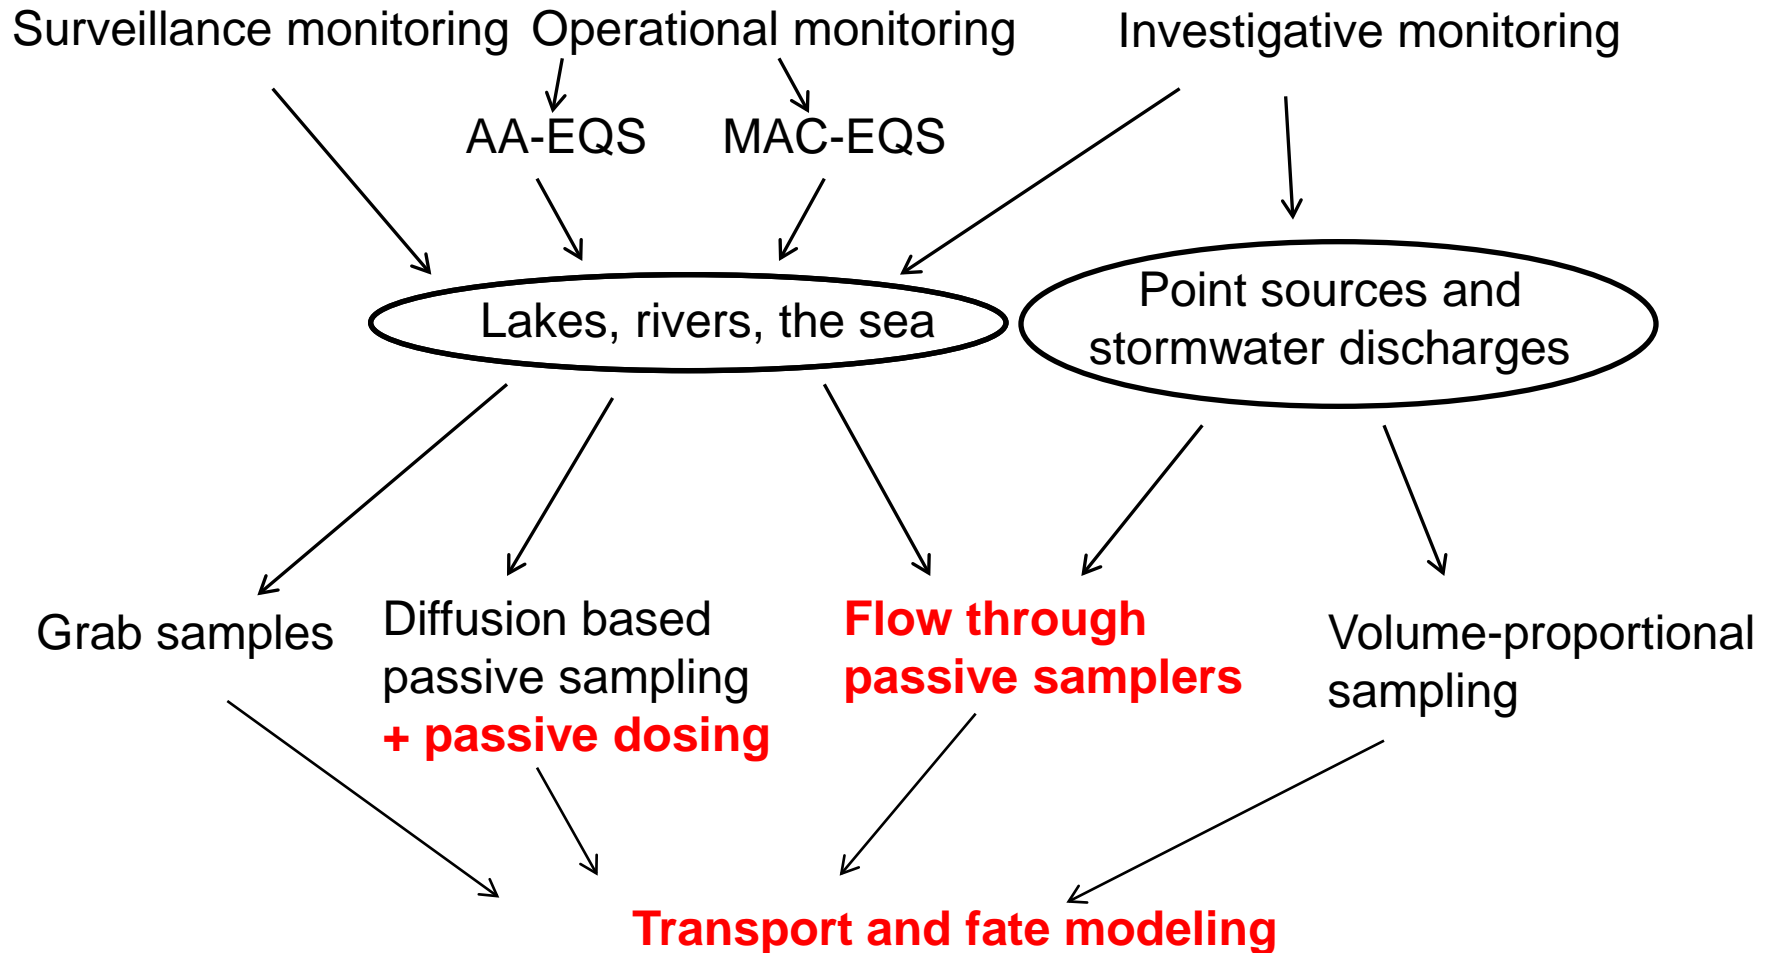 Surveillance monitoring
Operational monitoring
Investigative monitoring
AA-EQS
MAC-EQS
Lakes, rivers, the sea
Point sources and
stormwater discharges
Grab samples
Diffusion based
passive sampling
+ passive dosing
Flow through
passive samplers
Volume-proportional
sampling
Transport and fate modeling